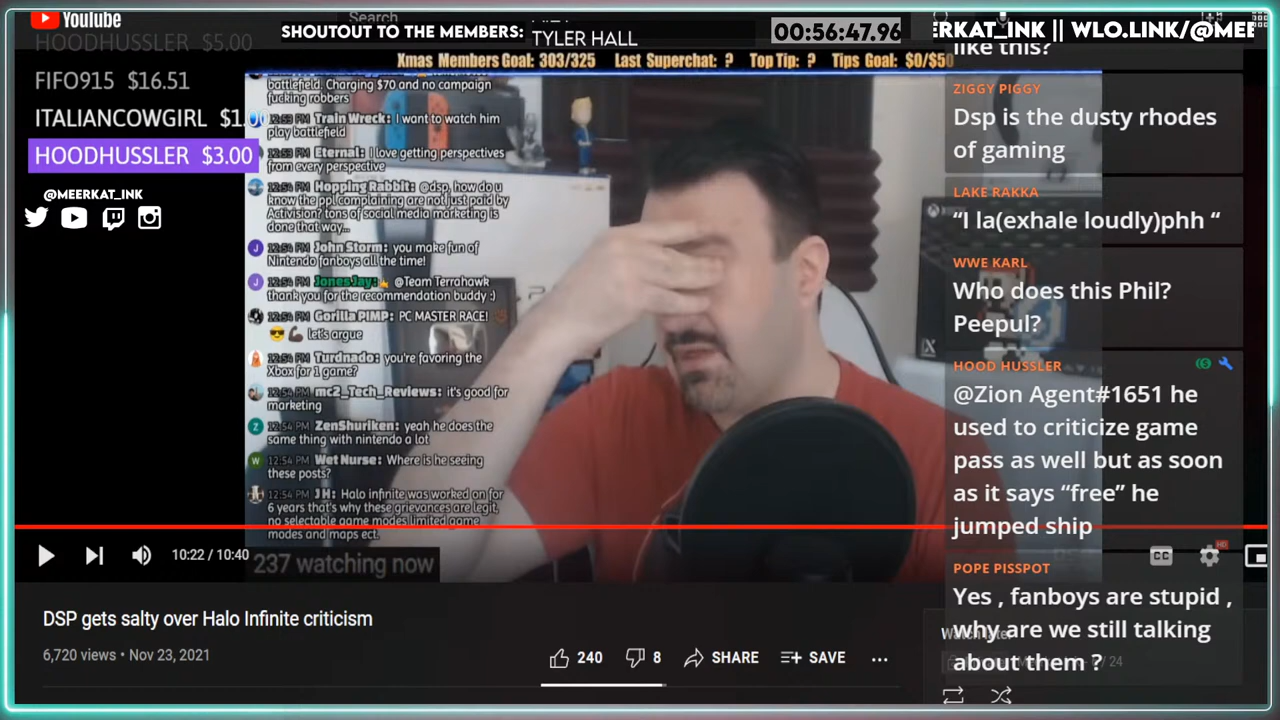 YouTube
Search
SHOUTOUT TO THE MEMBERS:
TYLER HALL
00:56:47.96
ERKAT_INK || WLO.LINK/@MEE
HOODHUSSLER $5.00
FIFO915 $16.51
ITALIANCOWGIRL $1.
HOODHUSSLER $3.00
@MEERKAT_INK
Xmas Members Goal: 303/325 Last Superchat: ? Top Tip: ? Tips Goal: $0/$50
battlefield. Charging $70 and no campaign
fucking robbers
12:53 PM Train Wreck: I want to watch him
play battlefield
12:53 PM Eternal: I love getting perspectives
from every perspective
12:54 PM Hopping Rabbit: @dsp, how do u
know the ppl complaining are not just paid by
Activision? tons of social media marketing is
done that way...
12:54 PM John Storm: you make fun of
Nintendo fanboys all the time!
12:54 PM JonesJay: @Team Terrahawk
thank you for the recommendation buddy :)
12:54 PM Gorilla PIMP: PC MASTER RACE!
let's argue
12:54 PM Turdnado: you're favoring the
Xbox for 1 game?
12:54 PM mc2_Tech_Reviews: it's good for
marketing
12:54 PM ZenShuriken: yeah he does the
same thing with nintendo a lot
12:54 PM Wet Nurse: Where is he seeing
these posts?
12:54 PM J H: Halo infinite was worked on for
6 years that's why these grievances are legit,
no selectable game modes limited game
modes and maps ect.
237 watching now
XBOX
like this?
ZIGGY PIGGY
Dsp is the dusty rhodes
of gaming
LAKE RAKKA
“I la(exhale loudly)phh “
WWE KARL
Who does this Phil?
Peepul?
HOOD HUSSLER
@Zion Agent#1651 he
used to criticize game
pass as well but as soon
as it says “free” he
jumped ship
POPE PISSPOT
Yes , fanboys are stupid ,
why are we still talking
about them ?
10:22 / 10:40
CC
HD
DSP gets salty over Halo Infinite criticism
6,720 views • Nov 23, 2021
240
8
SHARE
SAVE
Watch later
/ 24